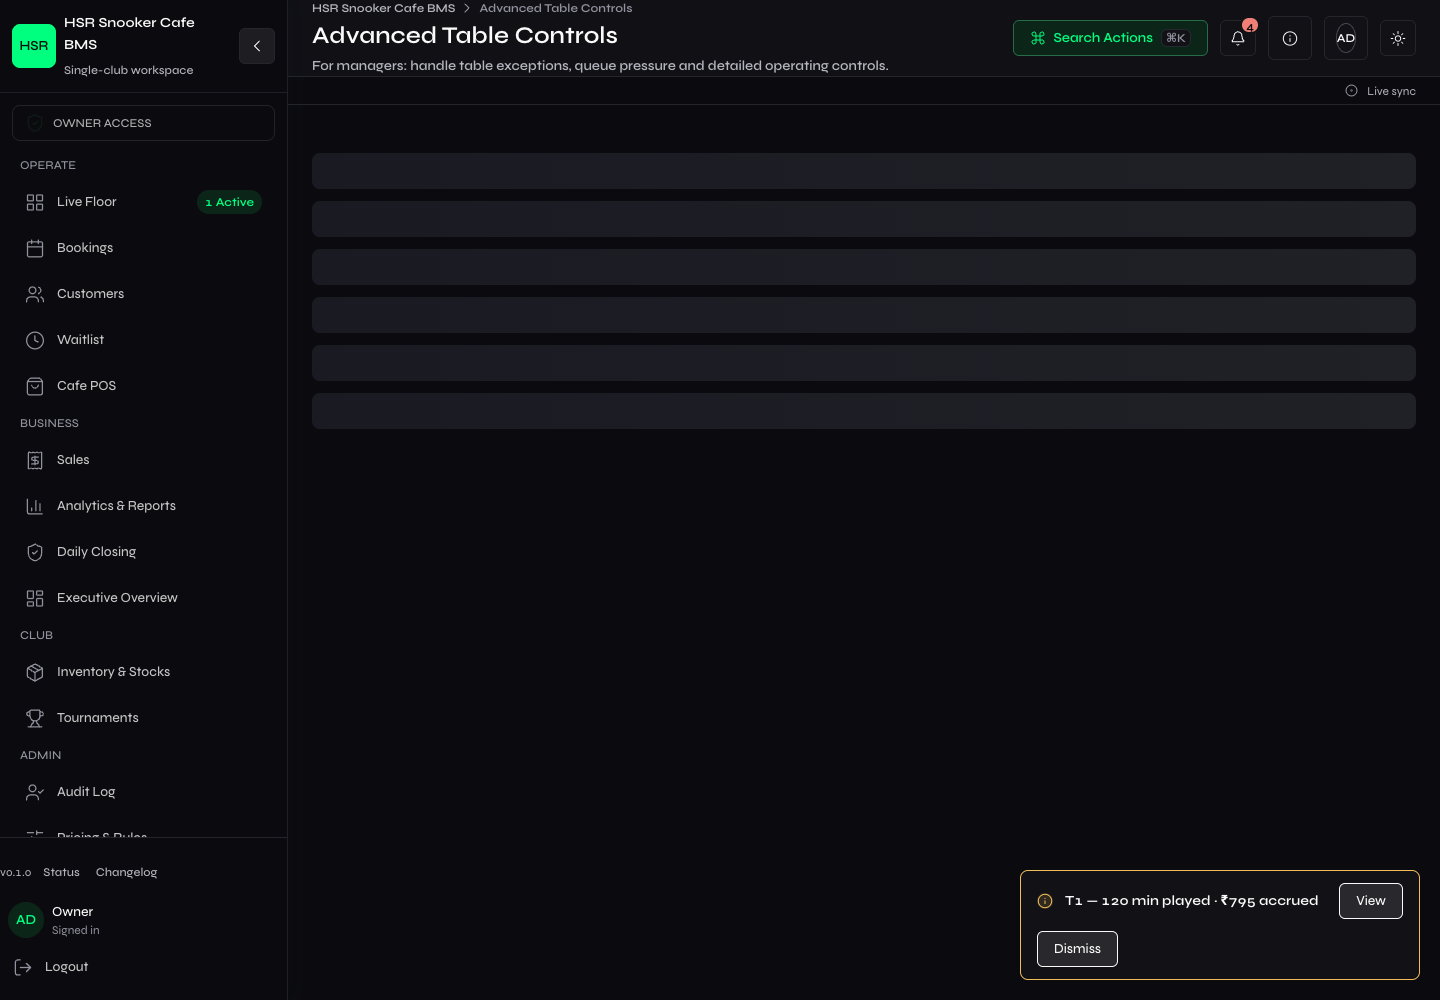 HSR
HSR Snooker Cafe
BMS
Single-club workspace
OWNER ACCESS
OPERATE
Live Floor
1 Active
Bookings
Customers
Waitlist
Cafe POS
BUSINESS
Sales
Analytics & Reports
Daily Closing
Executive Overview
CLUB
Inventory & Stocks
Tournaments
ADMIN
Audit Log
Pricing & Rules
v0.1.0 Status Changelog
AD
Owner
Signed in
Logout
HSR Snooker Cafe BMS > Advanced Table Controls
Advanced Table Controls
For managers: handle table exceptions, queue pressure and detailed operating controls.
Search Actions ⌘K
4
AD
Live sync
T1 — 120 min played · ₹795 accrued
View
Dismiss